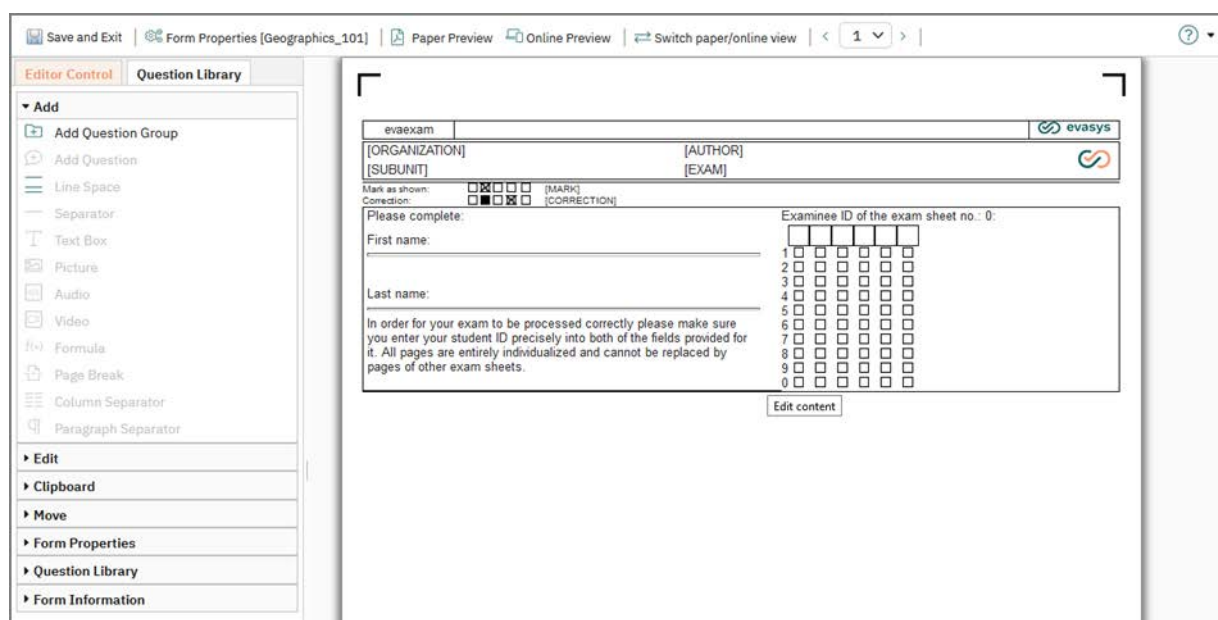 Save and Exit Form Properties [Geographics_101] Paper Preview Online Preview Switch paper/online view < 1 > ?
Editor Control Question Library
Add
Add Question Group
Add Question
Line Space
Separator
Text Box
Picture
Audio
Video
f(x) Formula
Page Break
Column Separator
Paragraph Separator
Edit
Clipboard
Move
Form Properties
Question Library
Form Information
evaexam evasys
[ORGANIZATION] [AUTHOR]
[SUBUNIT] [EXAM]
Mark as shown: [MARK]
Correction: [CORRECTION]
Please complete: Examinee ID of the exam sheet no.: 0:
First name:
Last name:
In order for your exam to be processed correctly please make sure
you enter your student ID precisely into both of the fields provided for
it. All pages are entirely individualized and cannot be replaced by
pages of other exam sheets.
1
2
3
4
5
6
7
8
9
0
Edit content